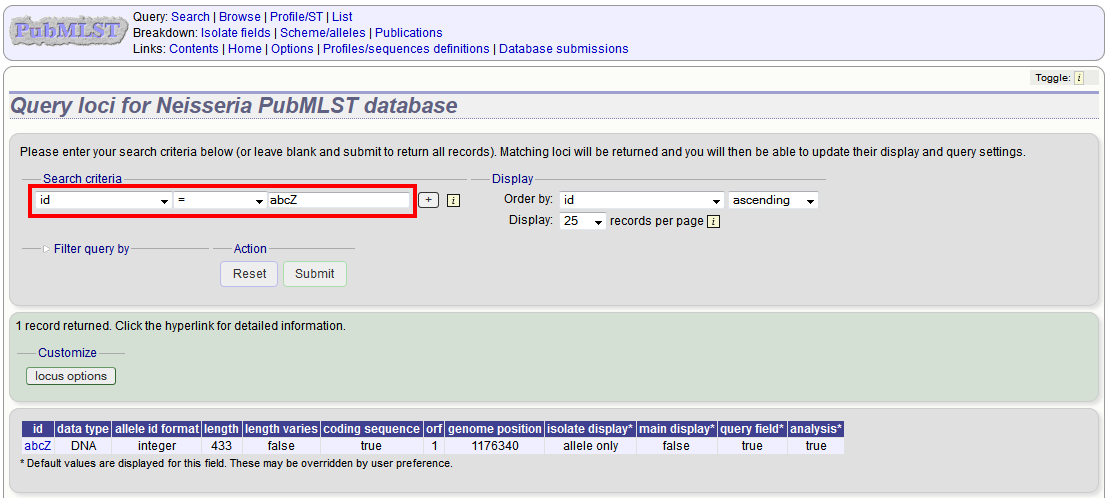 PubMLST
Query: Search | Browse | Profile/ST | List
Breakdown: Isolate fields | Scheme/alleles | Publications
Links: Contents | Home | Options | Profiles/sequences definitions | Database submissions
Toggle: i
Query loci for Neisseria PubMLST database
Please enter your search criteria below (or leave blank and submit to return all records). Matching loci will be returned and you will then be able to update their display and query settings.
Search criteria
id = abcZ + i
Display
Order by: id ascending
Display: 25 records per page i
Filter query by
Action
Reset Submit
1 record returned. Click the hyperlink for detailed information.
Customize
locus options
id data type allele id format length length varies coding sequence orf genome position isolate display* main display* query field* analysis*
abcZ DNA integer 433 false true 1 1176340 allele only false true true
* Default values are displayed for this field. These may be overridden by user preference.